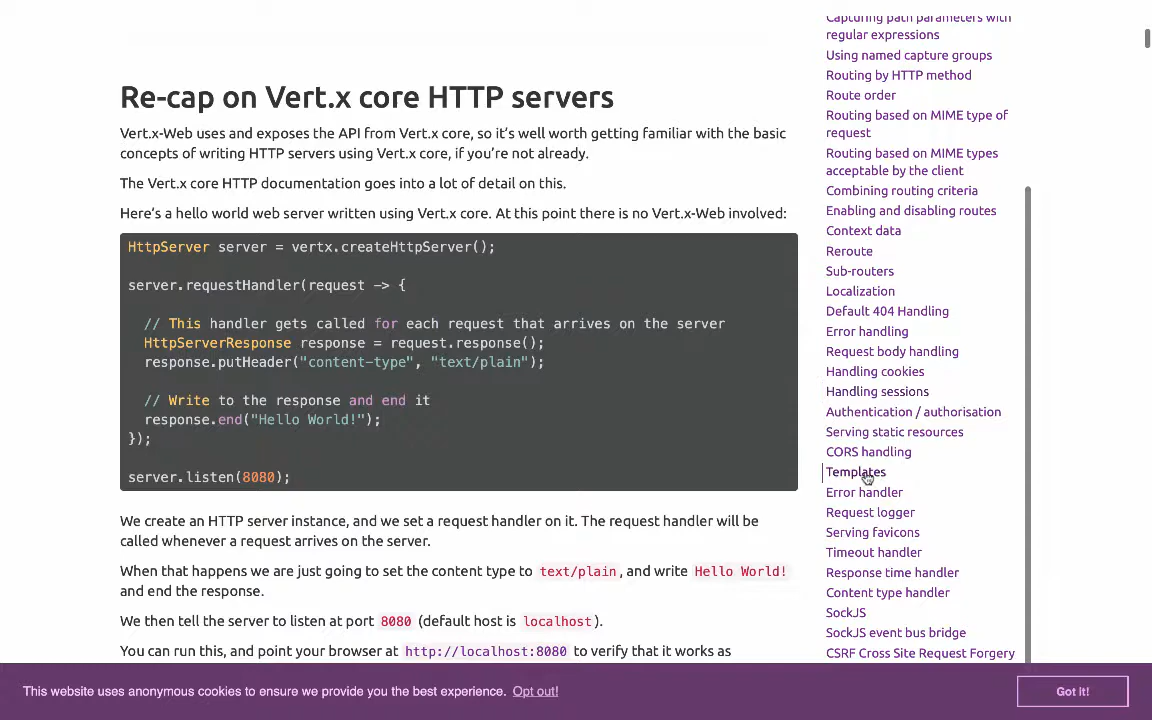 Re-cap on Vert.x core HTTP servers
Vert.x-Web uses and exposes the API from Vert.x core, so it's well worth getting familiar with the basic
concepts of writing HTTP servers using Vert.x core, if you're not already.
The Vert.x core HTTP documentation goes into a lot of detail on this.
Here's a hello world web server written using Vert.x core. At this point there is no Vert.x-Web involved:
HttpServer server = vertx.createHttpServer();
server.requestHandler(request -> {
// This handler gets called for each request that arrives on the server
HttpServerResponse response = request.response();
response.putHeader("content-type", "text/plain");
// Write to the response and end it
response.end("Hello World!");
});
server.listen(8080);
We create an HTTP server instance, and we set a request handler on it. The request handler will be
called whenever a request arrives on the server.
When that happens we are just going to set the content type to text/plain, and write Hello World!
and end the response.
We then tell the server to listen at port 8080 (default host is localhost).
You can run this, and point your browser at http://localhost:8080 to verify that it works as
Capturing path parameters with
regular expressions
Using named capture groups
Routing by HTTP method
Route order
Routing based on MIME type of
request
Routing based on MIME types
acceptable by the client
Combining routing criteria
Enabling and disabling routes
Context data
Reroute
Sub-routers
Localization
Default 404 Handling
Error handling
Request body handling
Handling cookies
Handling sessions
Authentication / authorisation
Serving static resources
CORS handling
Templates
Error handler
Request logger
Serving favicons
Timeout handler
Response time handler
Content type handler
SockJS
SockJS event bus bridge
CSRF Cross Site Request Forgery
This website uses anonymous cookies to ensure we provide you the best experience. Opt out!
Got it!